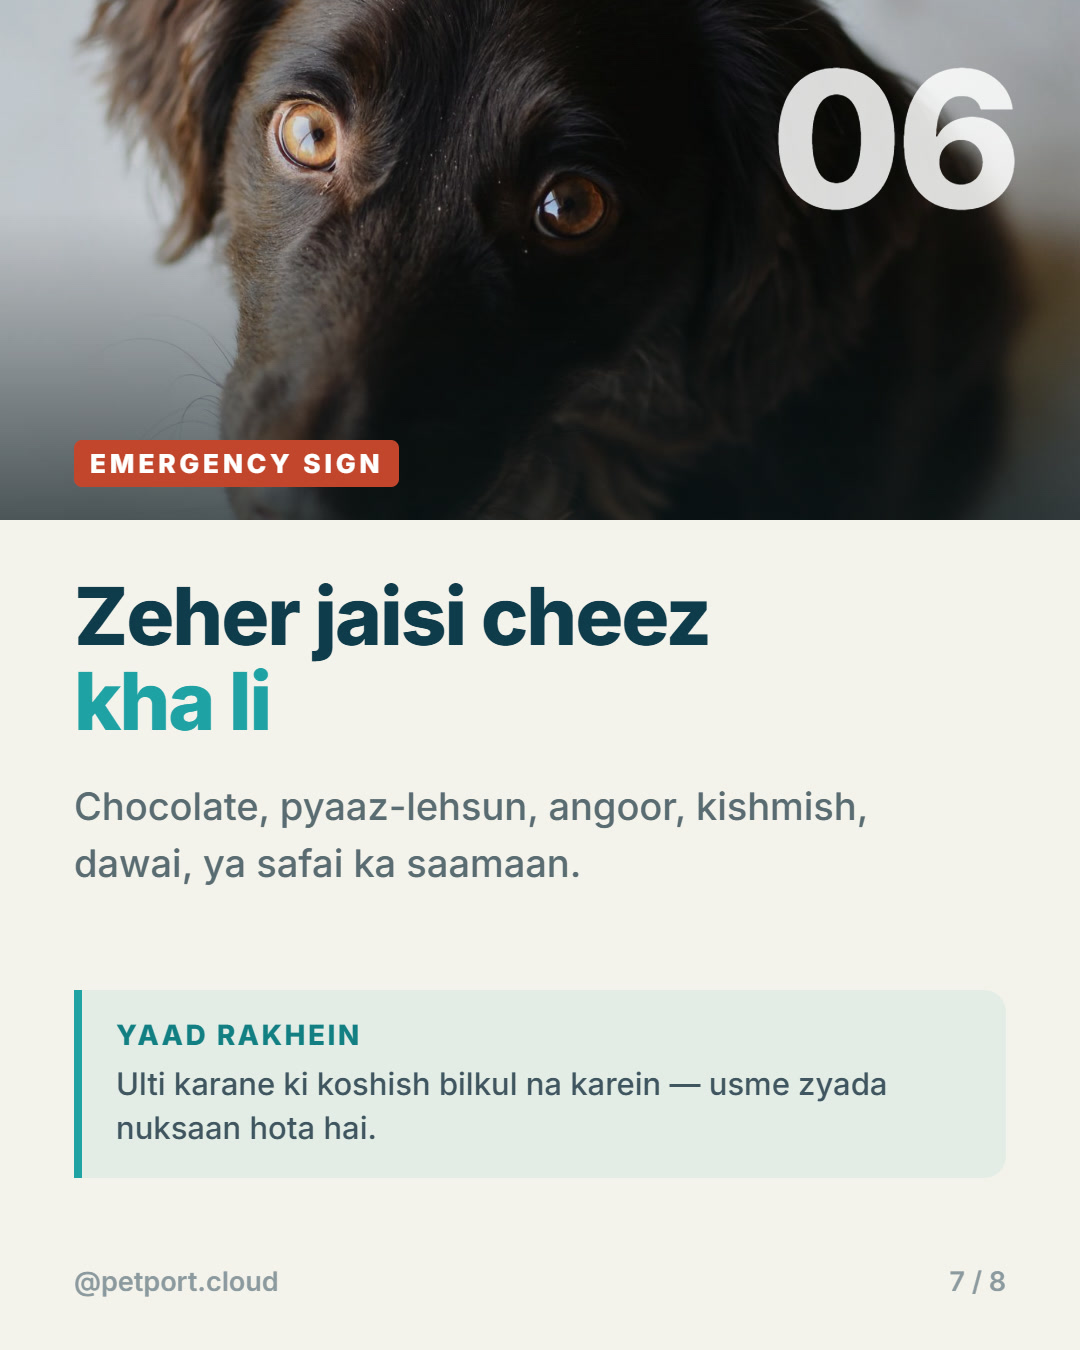 06
EMERGENCY SIGN
Zeher jaisi cheez
kha li
Chocolate, pyaaz-lehsun, angoor, kishmish,
dawai, ya safai ka saamaan.
YAAD RAKHEIN
Ulti karane ki koshish bilkul na karein — usme zyada
nuksaan hota hai.
@petport.cloud
7 / 8